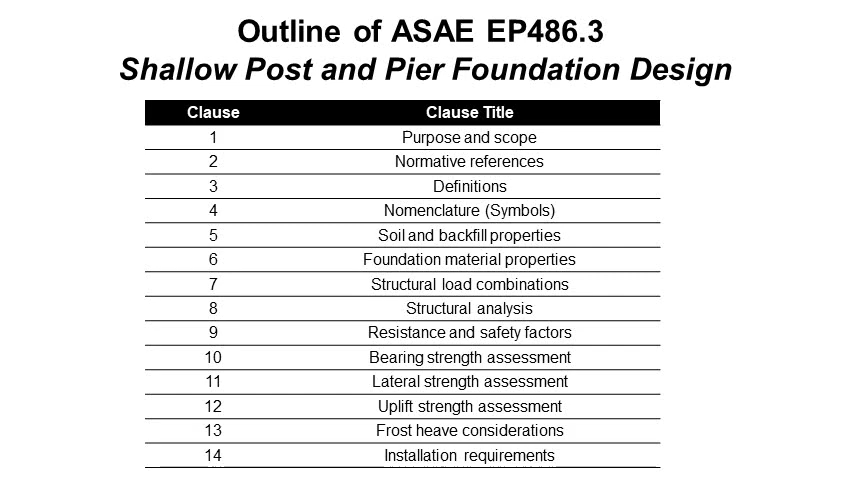 Outline of ASAE EP486.3
Shallow Post and Pier Foundation Design
Clause Clause Title
1 Purpose and scope
2 Normative references
3 Definitions
4 Nomenclature (Symbols)
5 Soil and backfill properties
6 Foundation material properties
7 Structural load combinations
8 Structural analysis
9 Resistance and safety factors
10 Bearing strength assessment
11 Lateral strength assessment
12 Uplift strength assessment
13 Frost heave considerations
14 Installation requirements